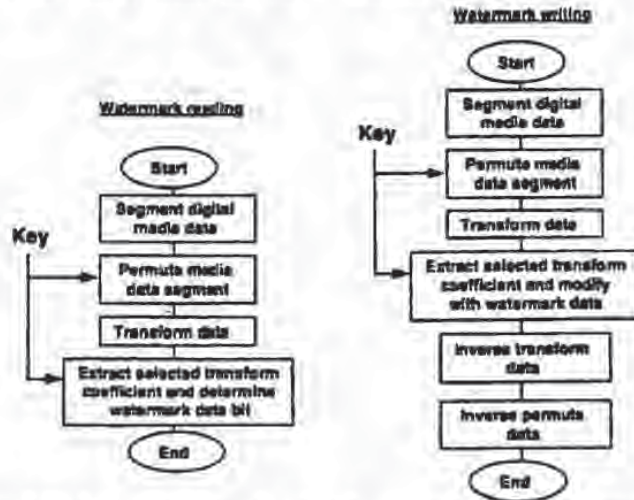 Watermark reading
Start
Segment digital
media data
Key
Permute media
data segment
Transform data
Extract selected transform
coefficient and determine
watermark data bit
End
Watermark writing
Start
Segment digital
media data
Key
Permute media
data segment
Transform data
Extract selected transform
coefficient and modify
with watermark data
Inverse transform
data
Inverse permute
data
End